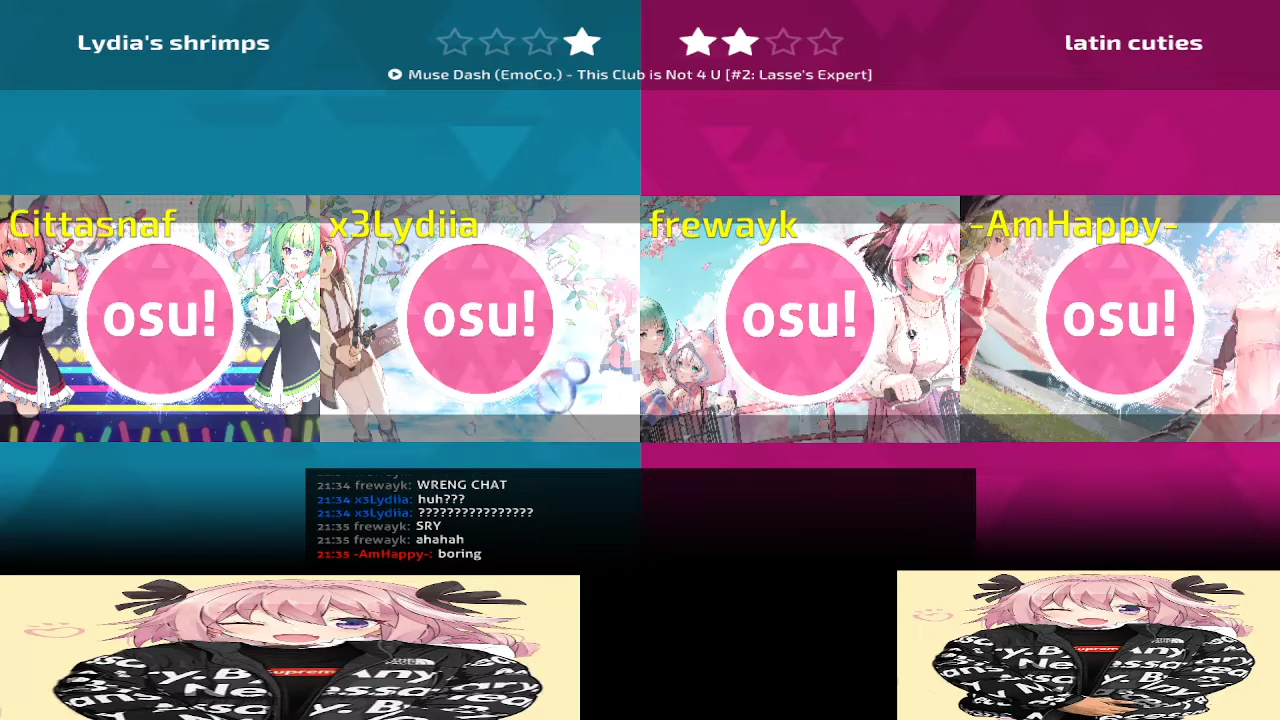 Lydia's shrimps
latin cuties
Muse Dash (EmoCo.) - This Club is Not 4 U [#2: Lasse's Expert]
Cittasnaf
x3Lydiia
frewayk
-AmHappy-
osu!
osu!
osu!
osu!
21:34 frewayk: WRENG CHAT
21:34 x3Lydiia: huh???
21:34 x3Lydiia: ????????????????
21:35 frewayk: SRY
21:35 frewayk: ahahah
21:35 -AmHappy-: boring